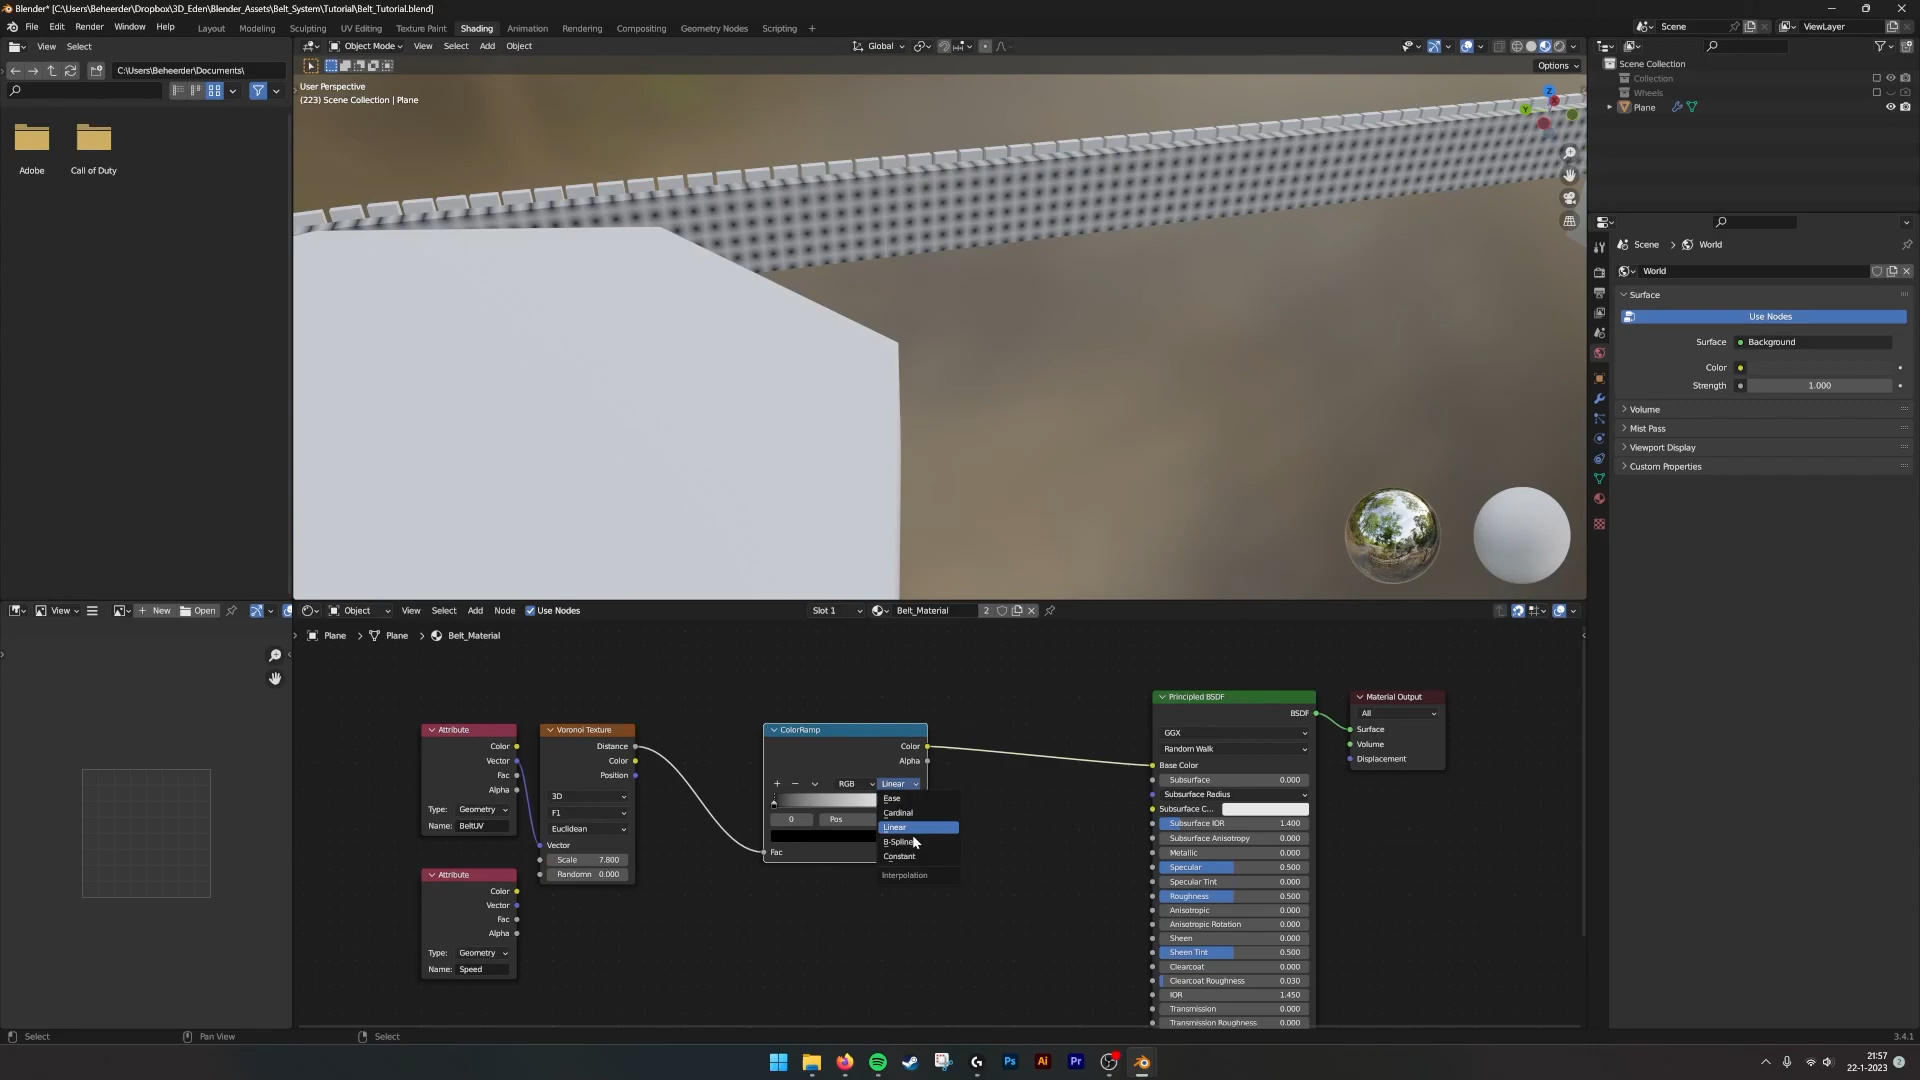 Blender* [C:\Users\Beheerder\Dropbox\3D_Eden\Blender_Assets\Belt_System\Tutorial\Belt_Tutorial.blend]
File Edit Render Window Help Layout Modeling Sculpting UV Editing Texture Paint Shading Animation Rendering Compositing Geometry Nodes Scripting + Scene ViewLayer
View Select Object Mode View Select Add Object Global
C:\Users\Beheerder\Documents\
Options
Adobe Call of Duty
User Perspective
(223) Scene Collection | Plane
Z
Y
Scene Collection
Collection
Wheels
Plane
Scene > World
World
Surface
Use Nodes
Surface Background
Color
Strength 1.000
Volume
Mist Pass
Viewport Display
Custom Properties
View + New Open Object View Select Add Node Use Nodes Slot 1 Belt_Material 2
Plane > Plane > Belt_Material
Attribute
Color
Vector
Fac
Alpha
Type: Geometry
Name: BeltUV
Attribute
Color
Vector
Fac
Alpha
Type: Geometry
Name: Speed
Voronoi Texture
Distance
Color
Position
3D
F1
Euclidean
Vector
Scale 7.800
Randomn 0.000
ColorRamp
Color
Alpha
+ − RGB Linear
0 Pos
Fac
Ease
Cardinal
Linear
B-Spline
Constant
Interpolation
Principled BSDF
BSDF
GGX
Random Walk
Base Color
Subsurface 0.000
Subsurface Radius
Subsurface C...
Subsurface IOR 1.400
Subsurface Anisotropy 0.000
Metallic 0.000
Specular 0.500
Specular Tint 0.000
Roughness 0.500
Anisotropic 0.000
Anisotropic Rotation 0.000
Sheen 0.000
Sheen Tint 0.500
Clearcoat 0.000
Clearcoat Roughness 0.030
IOR 1.450
Transmission 0.000
Transmission Roughness 0.000
Material Output
All
Surface
Volume
Displacement
Select Pan View Select 3.4.1
Ps Ai Pr
21:57
22-1-2023
2